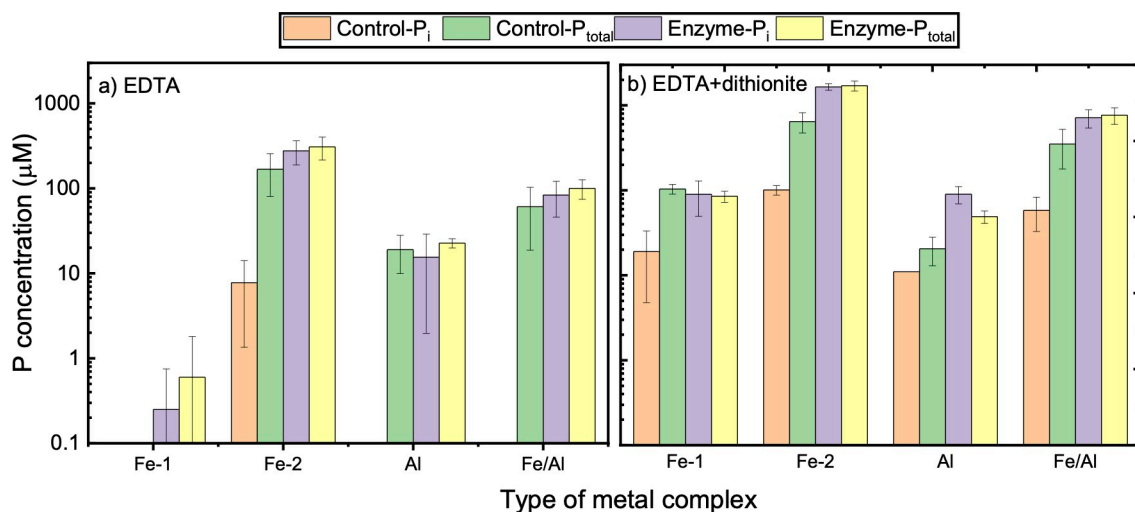 Control-Pi Control-Ptotal Enzyme-Pi Enzyme-Ptotal
a) EDTA
b) EDTA+dithionite
1000
100
10
1
0.1
P concentration (μM)
Fe-1 Fe-2 Al Fe/Al
Fe-1 Fe-2 Al Fe/Al
Type of metal complex